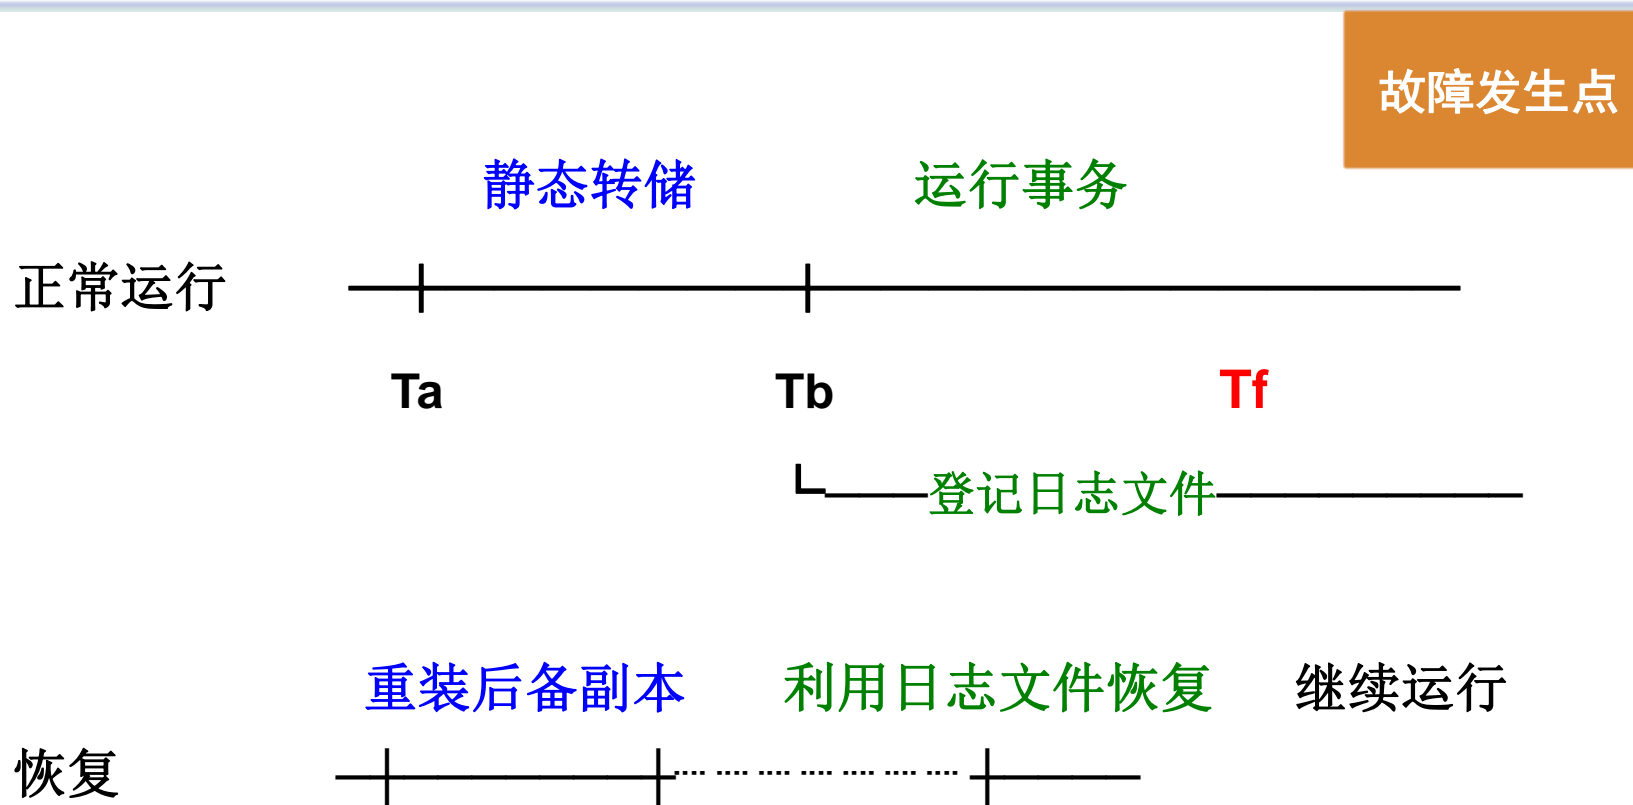 故障发生点
静态转储 运行事务
正常运行
Ta Tb Tf
登记日志文件
重装后备副本 利用日志文件恢复 继续运行
恢复